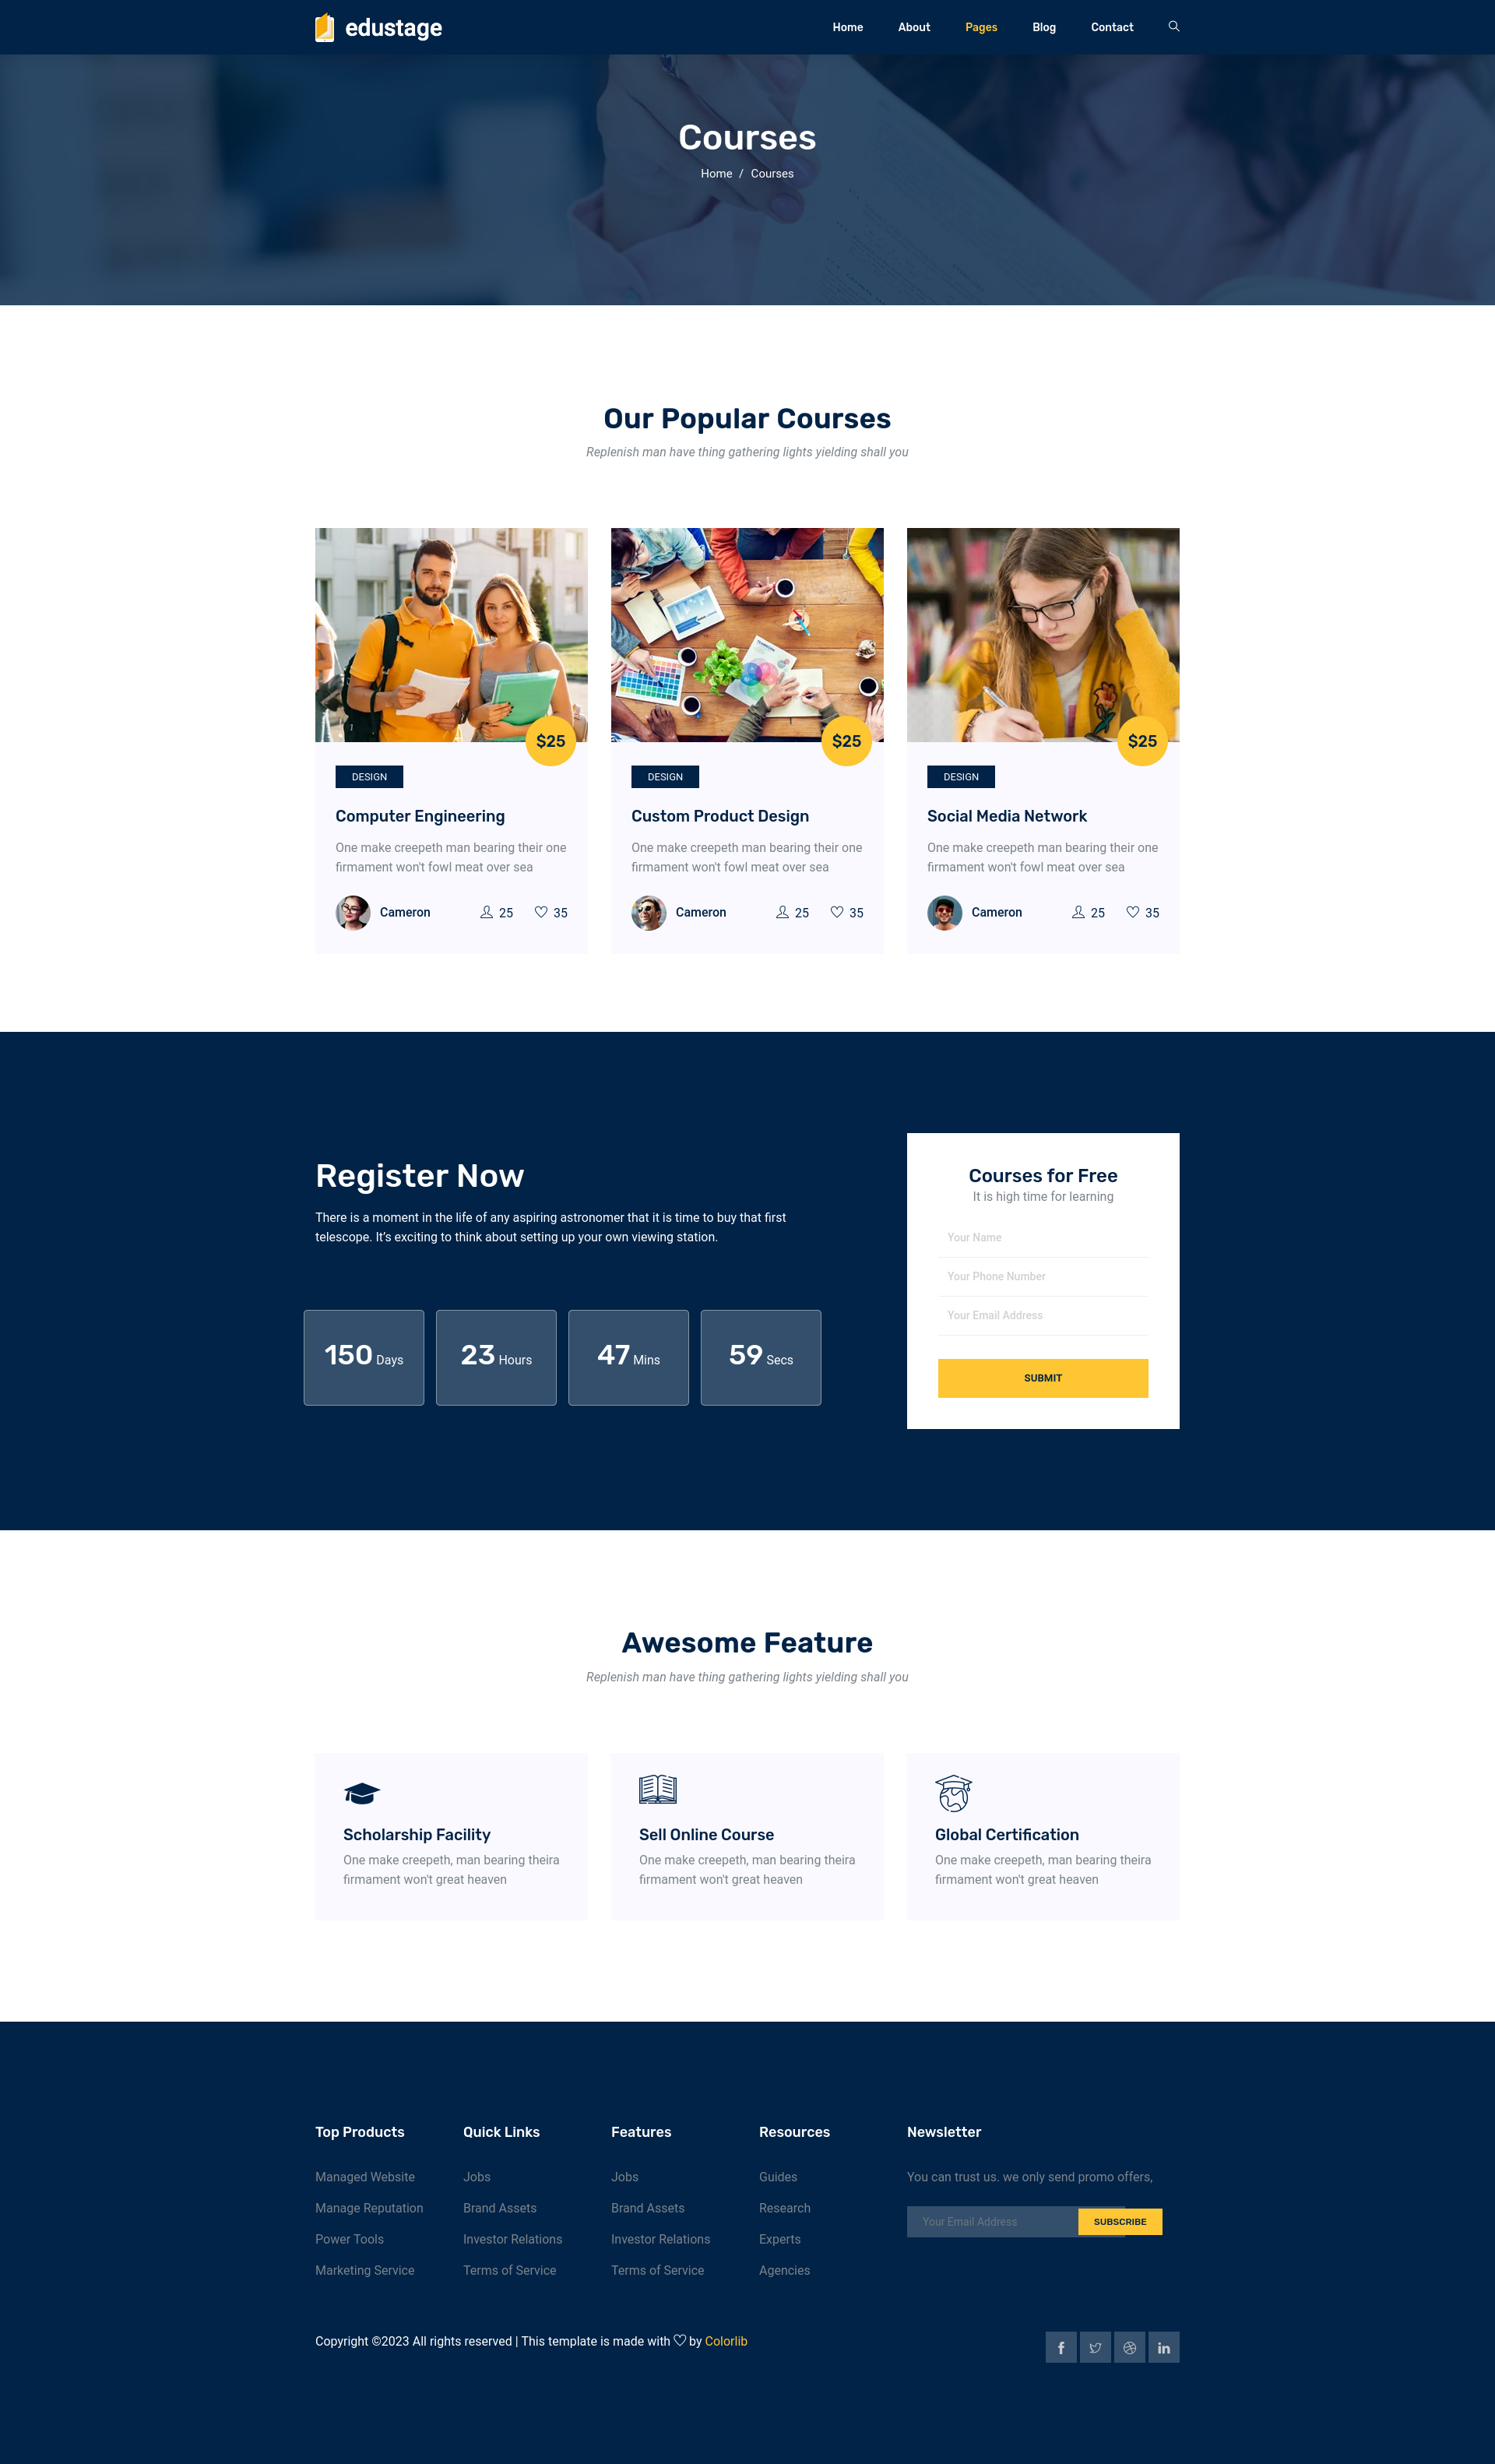 edustage
Home About Pages Blog Contact
Courses
Home / Courses
Our Popular Courses
Replenish man have thing gathering lights yielding shall you
$25
DESIGN
Computer Engineering
One make creepeth man bearing their one
firmament won't fowl meat over sea
Cameron 25 35
$25
DESIGN
Custom Product Design
One make creepeth man bearing their one
firmament won't fowl meat over sea
Cameron 25 35
$25
DESIGN
Social Media Network
One make creepeth man bearing their one
firmament won't fowl meat over sea
Cameron 25 35
Register Now
There is a moment in the life of any aspiring astronomer that it is time to buy that first
telescope. It’s exciting to think about setting up your own viewing station.
150 Days
23 Hours
47 Mins
59 Secs
Courses for Free
It is high time for learning
Your Name
Your Phone Number
Your Email Address
SUBMIT
Awesome Feature
Replenish man have thing gathering lights yielding shall you
Scholarship Facility
One make creepeth, man bearing theira
firmament won't great heaven
Sell Online Course
One make creepeth, man bearing theira
firmament won't great heaven
Global Certification
One make creepeth, man bearing theira
firmament won't great heaven
Top Products
Managed Website
Manage Reputation
Power Tools
Marketing Service
Quick Links
Jobs
Brand Assets
Investor Relations
Terms of Service
Features
Jobs
Brand Assets
Investor Relations
Terms of Service
Resources
Guides
Research
Experts
Agencies
Newsletter
You can trust us. we only send promo offers,
Your Email Address
SUBSCRIBE
Copyright ©2023 All rights reserved | This template is made with ♡ by Colorlib